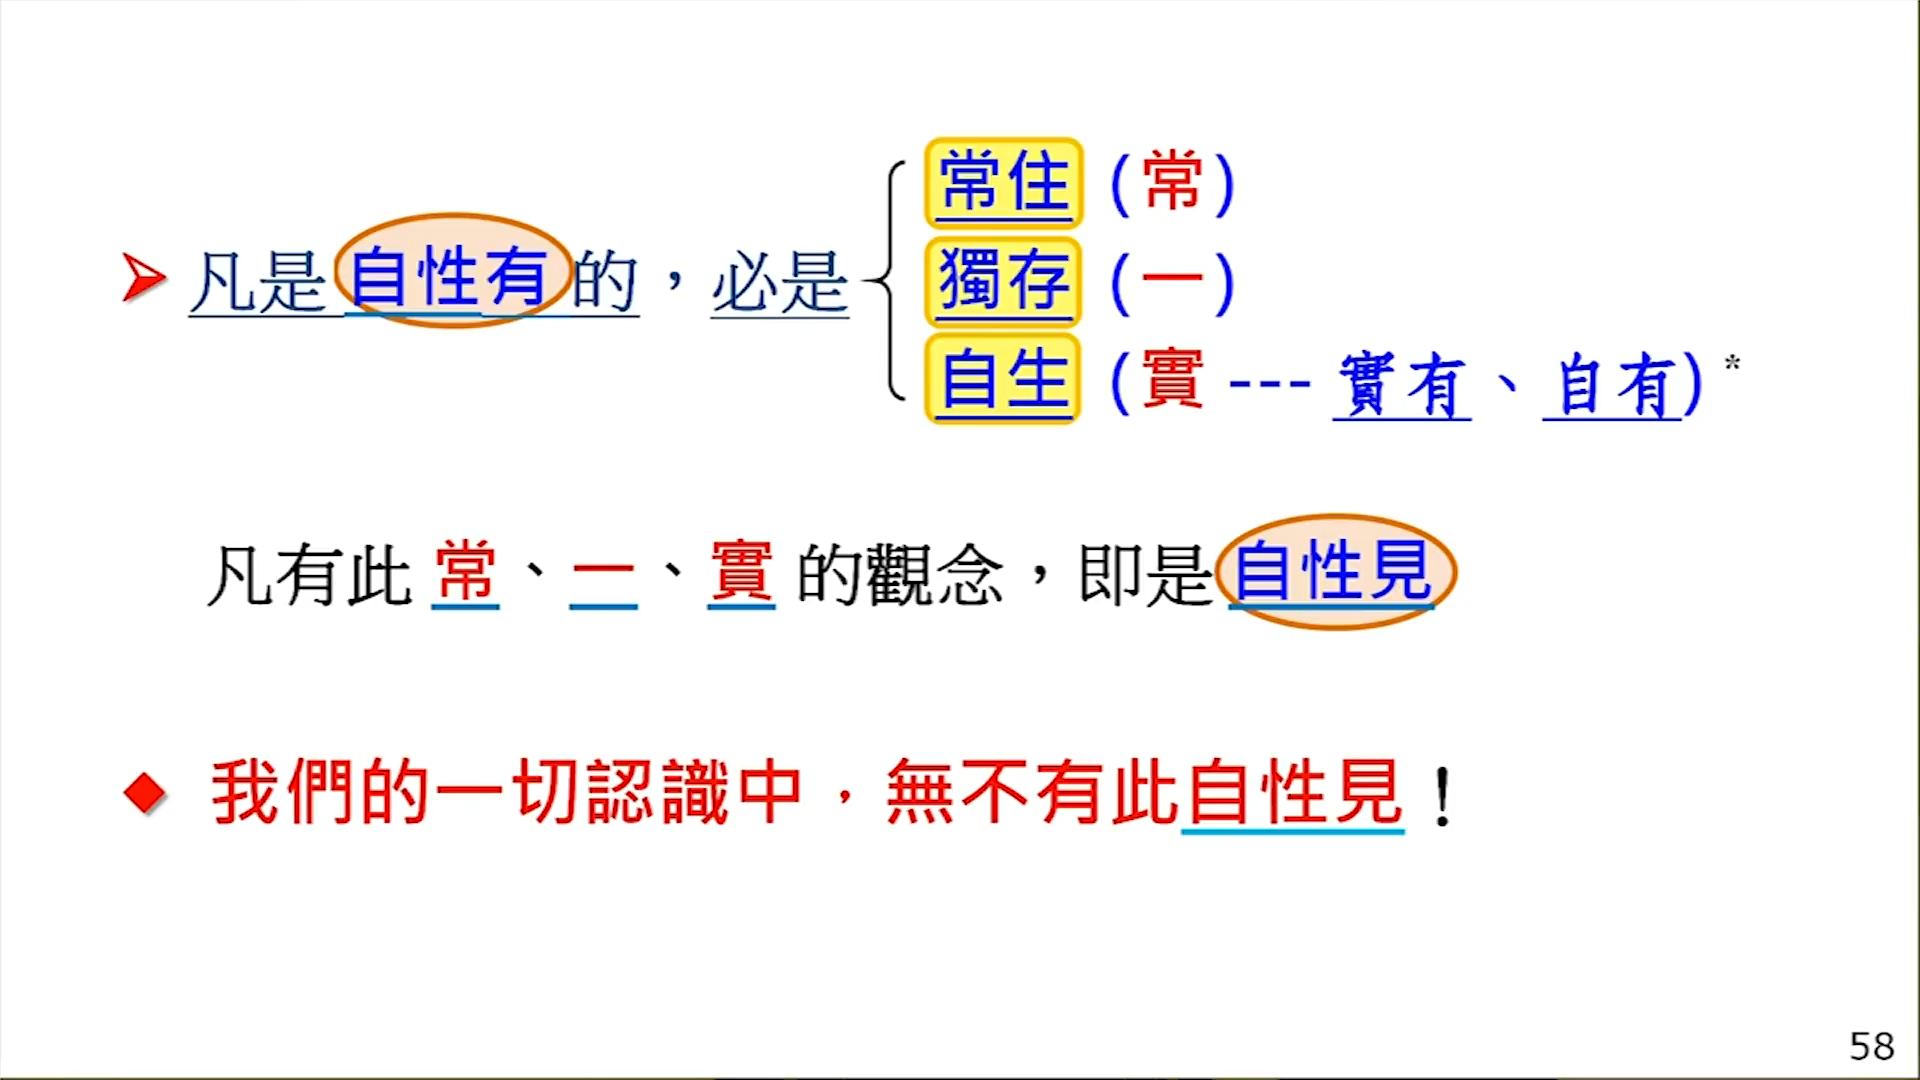 常住 (常)
凡是自性有的，必是
獨存 (一)
自生 (實 --- 實有、自有) *
凡有此 常、一、實 的觀念，即是自性見
我們的一切認識中，無不有此自性見！
58